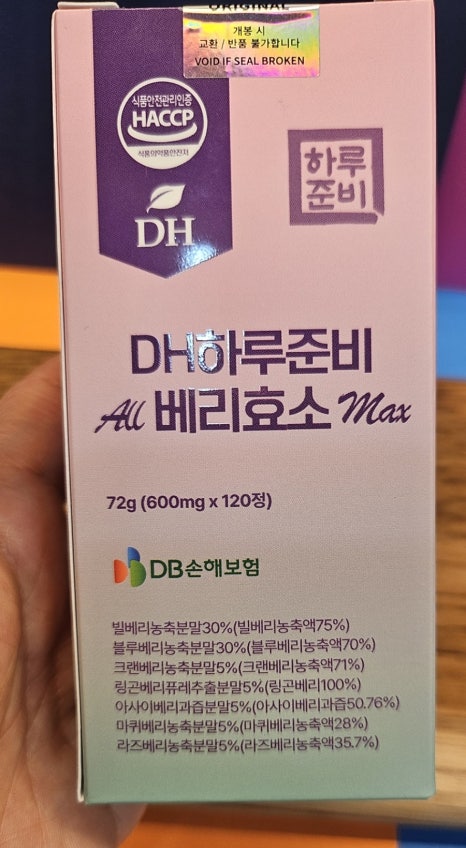 ORIGINAL
개봉 시
교환 / 반품 불가합니다
VOID IF SEAL BROKEN
식품안전관리인증
HACCP
식품의약품안전처
하루
준비
DH
DH하루준비
All 베리효소 Max
72g (600mg x 120정)
DB손해보험
빌베리농축분말30%(빌베리농축액75%)
블루베리농축분말30%(블루베리농축액70%)
크랜베리농축분말5%(크랜베리농축액71%)
링곤베리퓨레추출분말5%(링곤베리100%)
아사이베리과즙분말5%(아사이베리과즙50.76%)
마퀴베리농축분말5%(마퀴베리농축액28%)
라즈베리농축분말5%(라즈베리농축액35.7%)